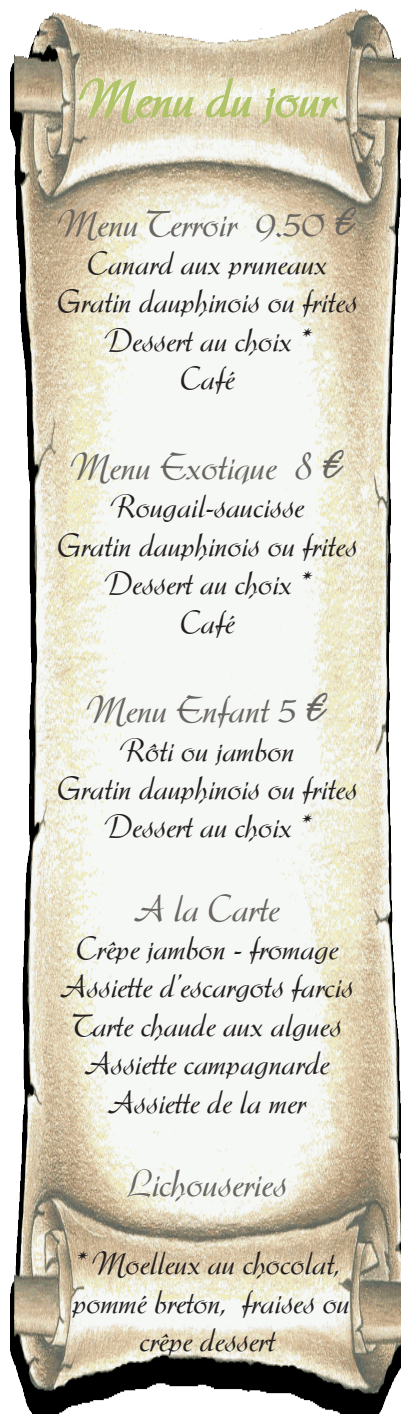 Menu du jour
Menu Terroir 9.50 €
Canard aux pruneaux
Gratin dauphinois ou frites
Dessert au choix *
Café
Menu Exotique 8 €
Rougail-saucisse
Gratin dauphinois ou frites
Dessert au choix *
Café
Menu Enfant 5 €
Rôti ou jambon
Gratin dauphinois ou frites
Dessert au choix *
A la Carte
Crêpe jambon - fromage
Assiette d'escargots farcis
Tarte chaude aux algues
Assiette campagnarde
Assiette de la mer
Lichouseries
* Moelleux au chocolat,
pommé breton, fraises ou
crêpe dessert